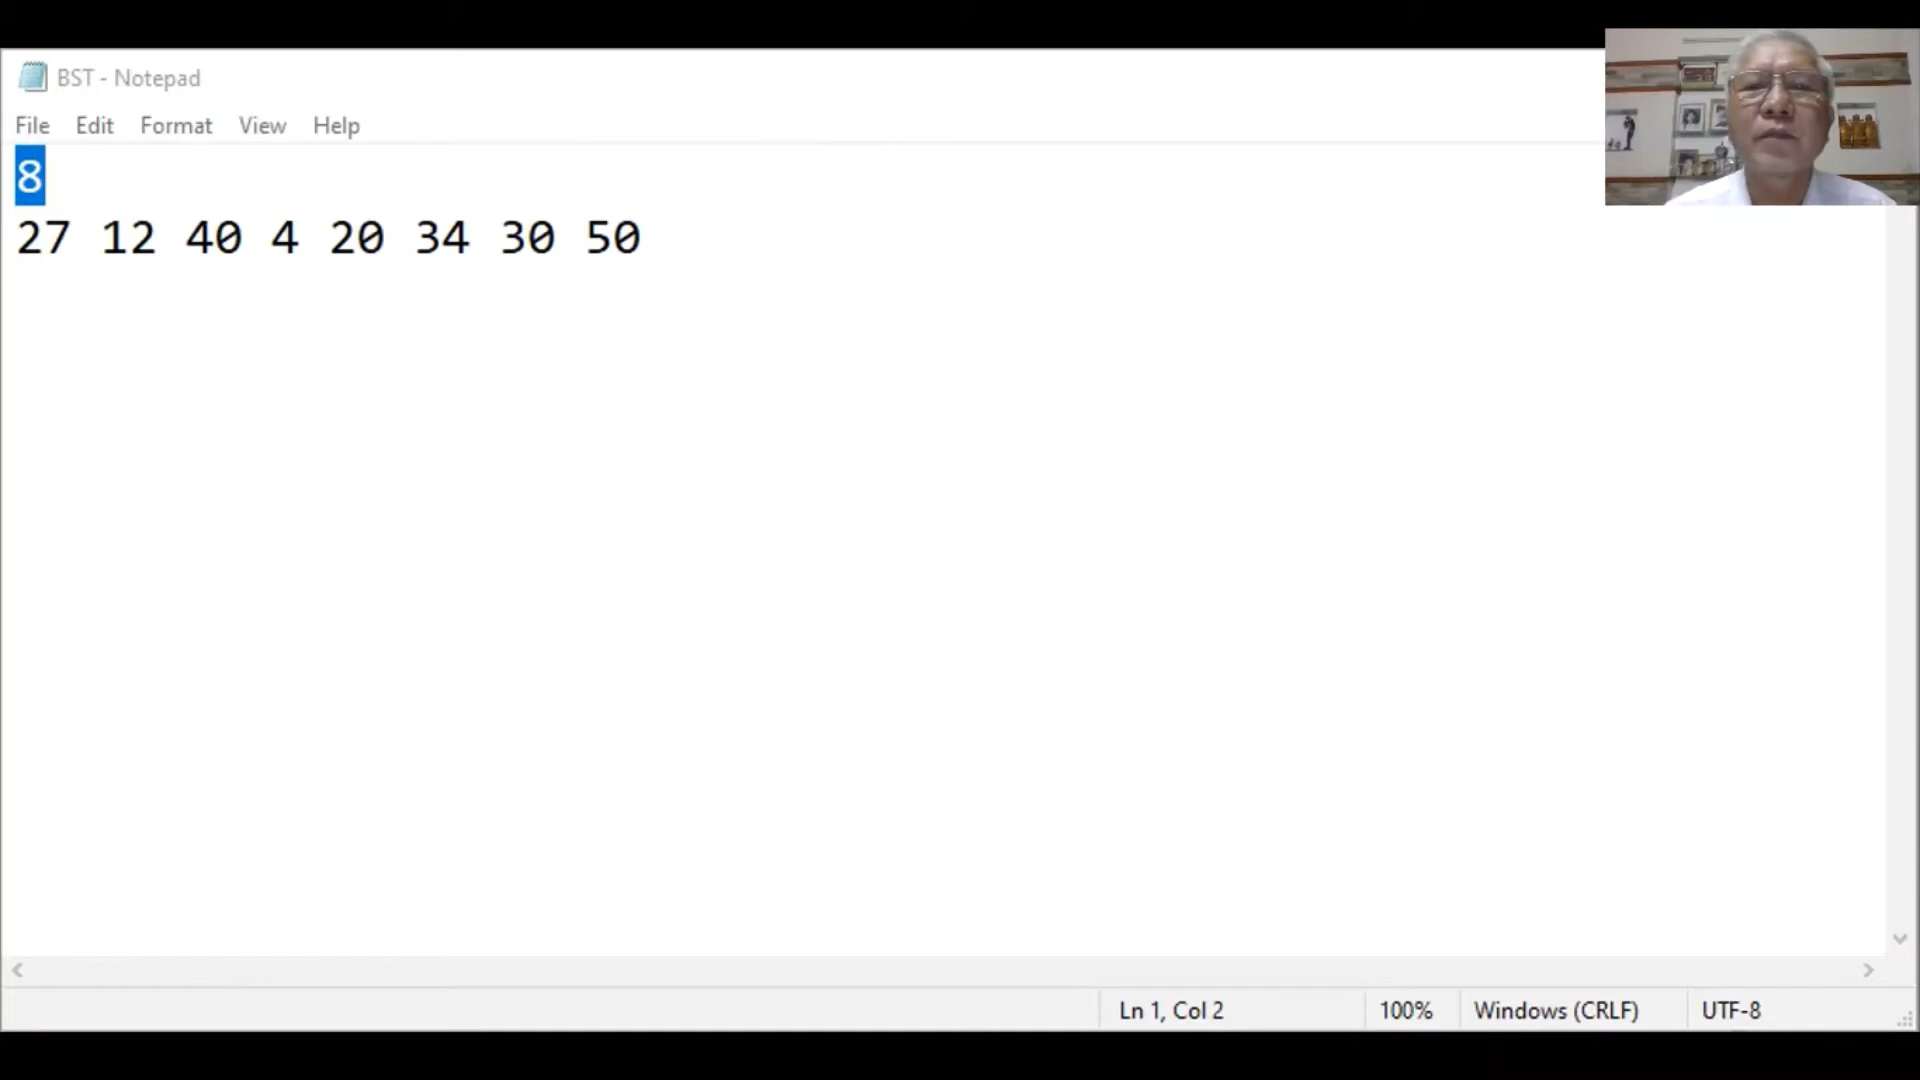 BST - Notepad
File Edit Format View Help
8
27 12 40 4 20 34 30 50
Ln 1, Col 2 100% Windows (CRLF) UTF-8